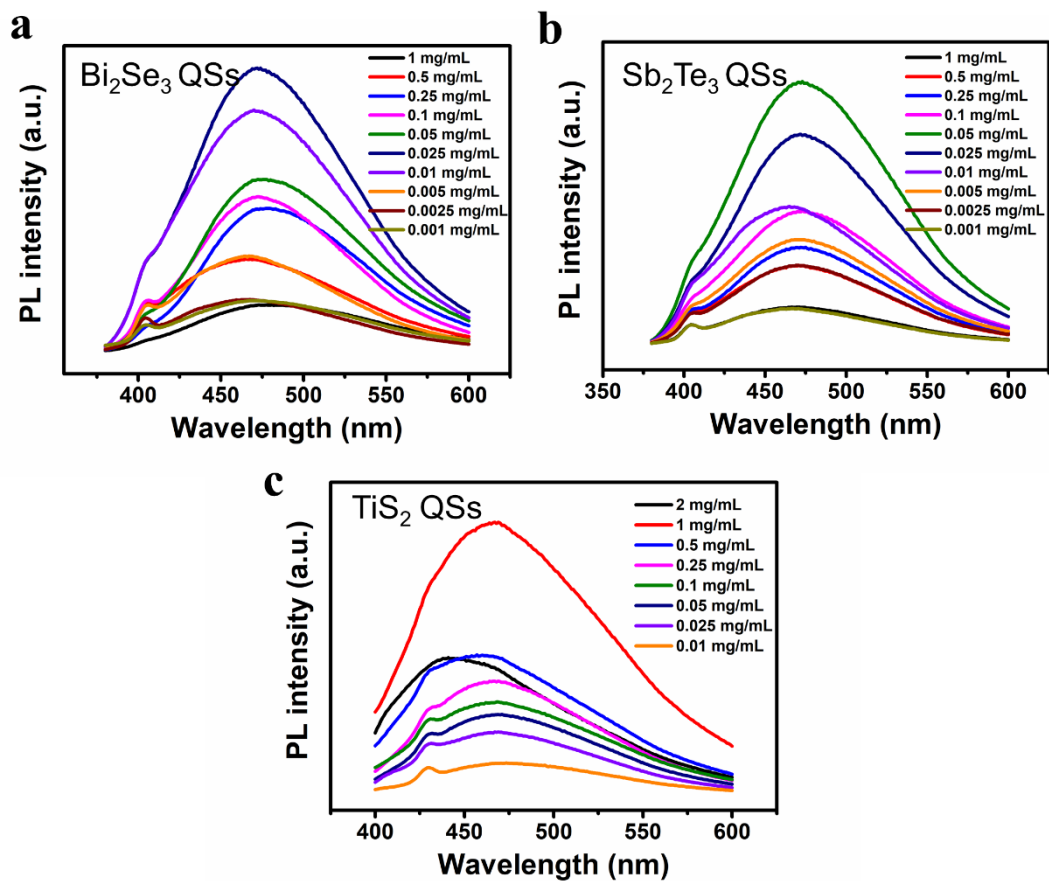 a
Bi₂Se₃ QSs
1 mg/mL
0.5 mg/mL
0.25 mg/mL
0.1 mg/mL
0.05 mg/mL
0.025 mg/mL
0.01 mg/mL
0.005 mg/mL
0.0025 mg/mL
0.001 mg/mL
PL intensity (a.u.)
400 450 500 550 600
Wavelength (nm)
b
Sb₂Te₃ QSs
1 mg/mL
0.5 mg/mL
0.25 mg/mL
0.1 mg/mL
0.05 mg/mL
0.025 mg/mL
0.01 mg/mL
0.005 mg/mL
0.0025 mg/mL
0.001 mg/mL
PL intensity (a.u.)
350 400 450 500 550 600
Wavelength (nm)
c
TiS₂ QSs
2 mg/mL
1 mg/mL
0.5 mg/mL
0.25 mg/mL
0.1 mg/mL
0.05 mg/mL
0.025 mg/mL
0.01 mg/mL
PL intensity (a.u.)
400 450 500 550 600
Wavelength (nm)